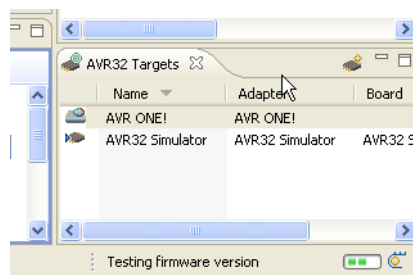 AVR32 Targets
Name Adapter Board
AVR ONE! AVR ONE!
AVR32 Simulator AVR32 Simulator AVR32 S
Testing firmware version